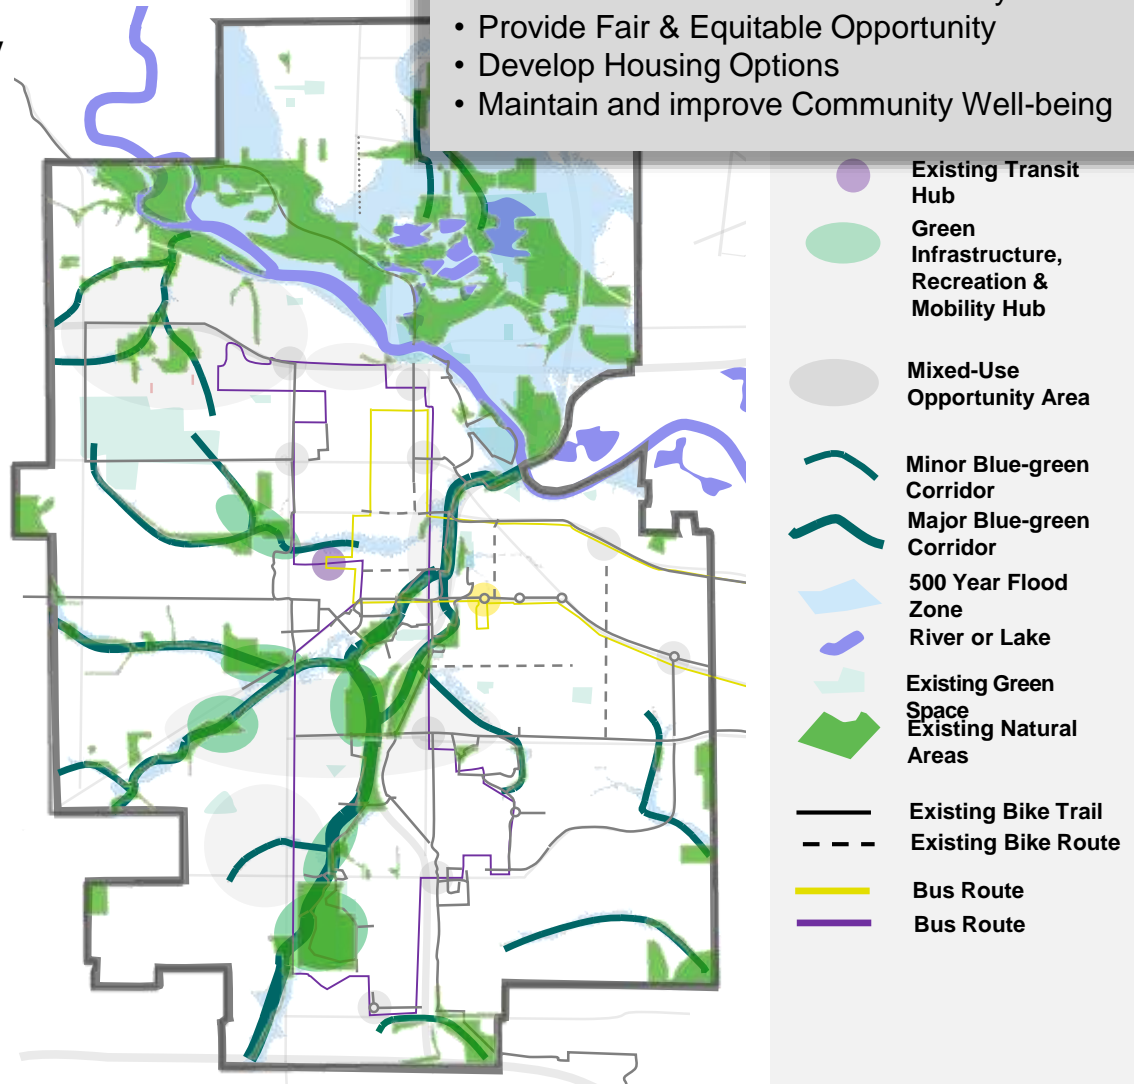 • Provide Fair & Equitable Opportunity
• Develop Housing Options
• Maintain and improve Community Well-being
Existing Transit
Hub
Green
Infrastructure,
Recreation &
Mobility Hub
Mixed-Use
Opportunity Area
Minor Blue-green
Corridor
Major Blue-green
Corridor
500 Year Flood
Zone
River or Lake
Existing Green
Space
Existing Natural
Areas
Existing Bike Trail
Existing Bike Route
Bus Route
Bus Route